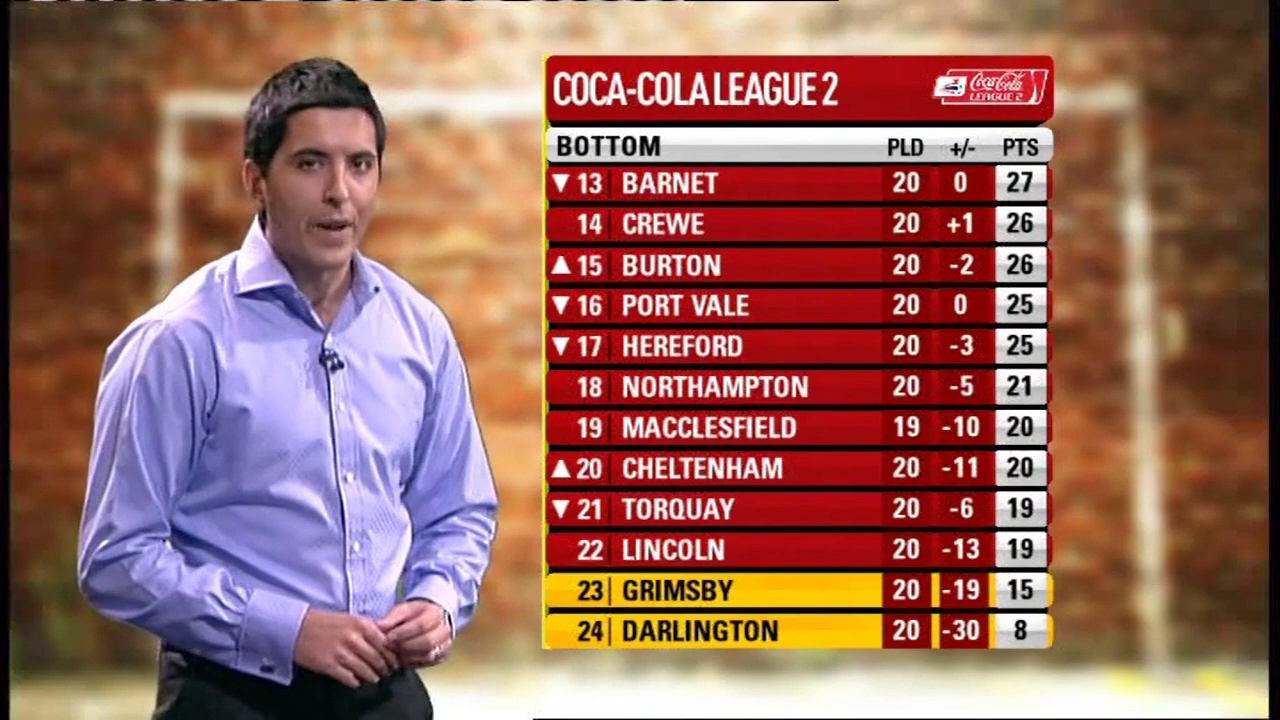 COCA-COLA LEAGUE 2
Coca-Cola
LEAGUE 2
BOTTOM PLD +/- PTS
▼ 13 BARNET 20 0 27
14 CREWE 20 +1 26
▲ 15 BURTON 20 -2 26
▼ 16 PORT VALE 20 0 25
▼ 17 HEREFORD 20 -3 25
18 NORTHAMPTON 20 -5 21
19 MACCLESFIELD 19 -10 20
▲ 20 CHELTENHAM 20 -11 20
▼ 21 TORQUAY 20 -6 19
22 LINCOLN 20 -13 19
23 GRIMSBY 20 -19 15
24 DARLINGTON 20 -30 8